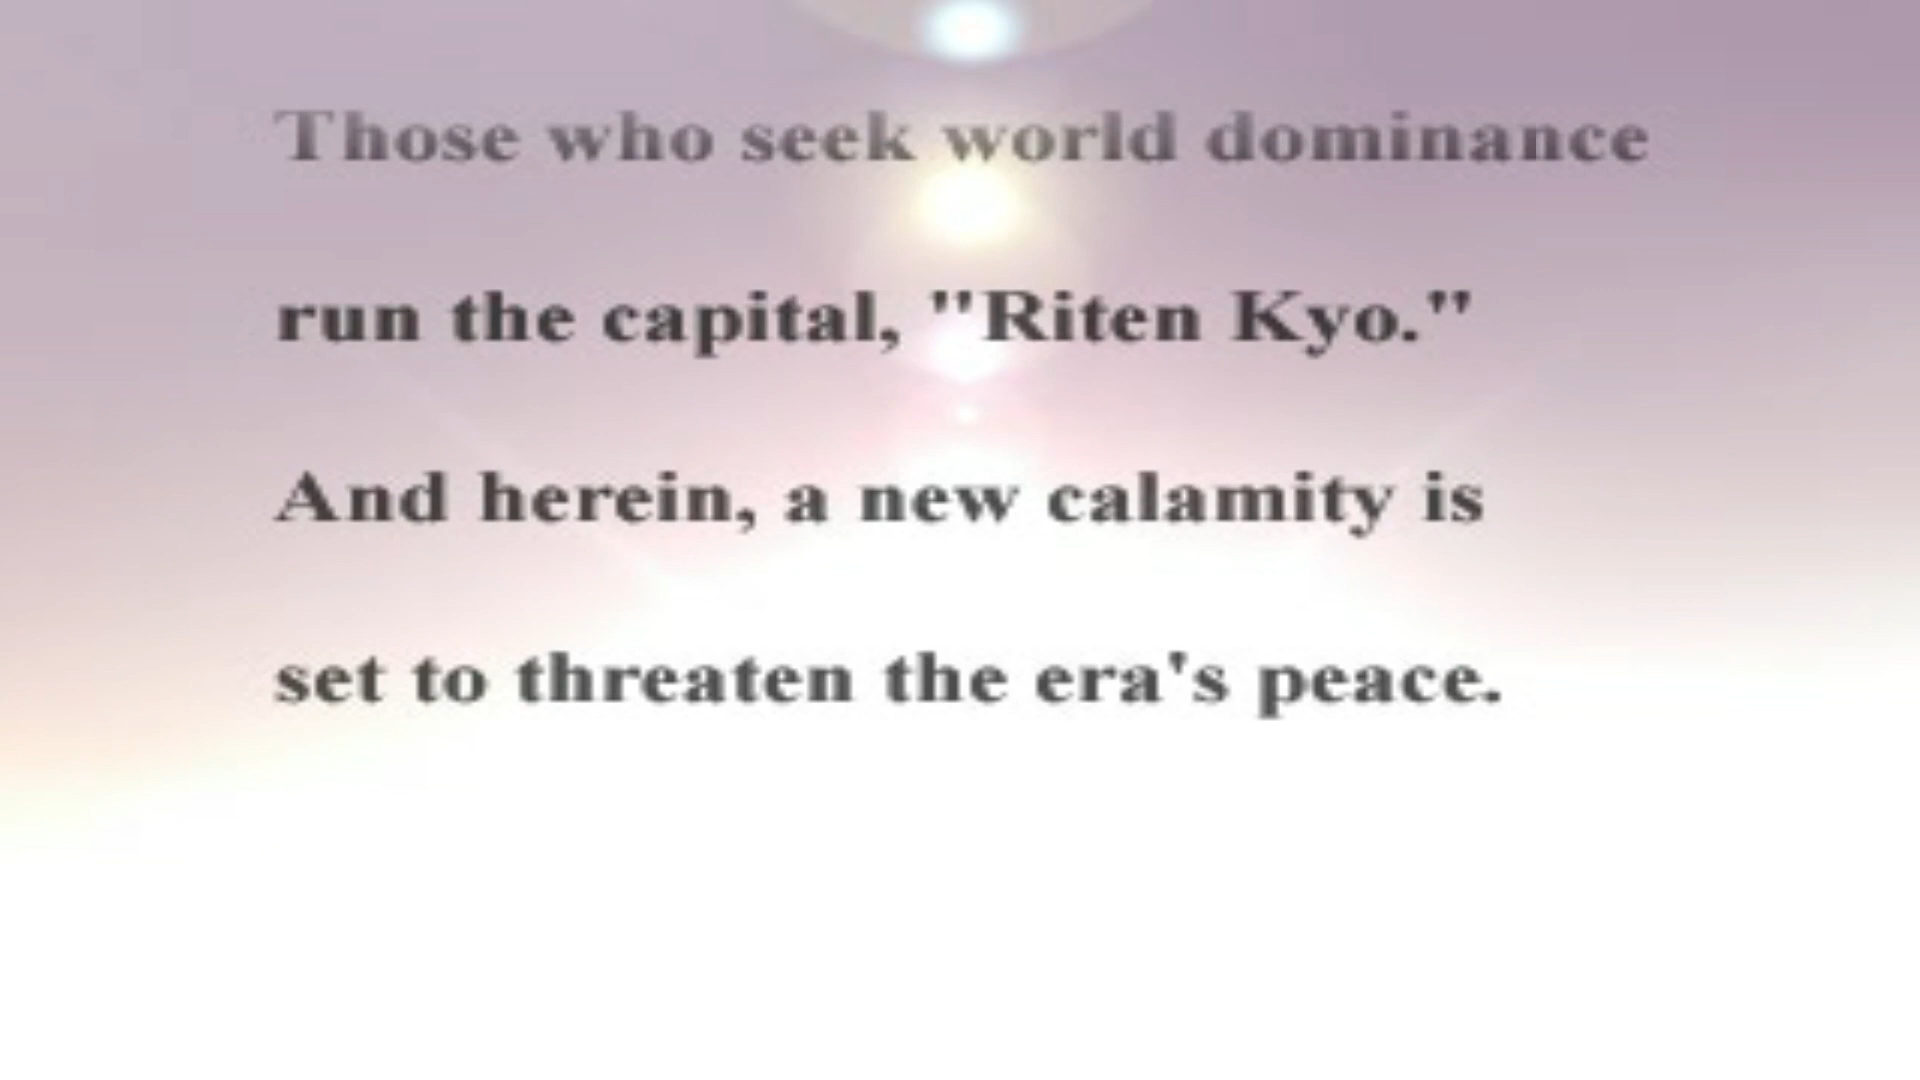 Those who seek world dominance
run the capital, "Riten Kyo."
And herein, a new calamity is
set to threaten the era's peace.